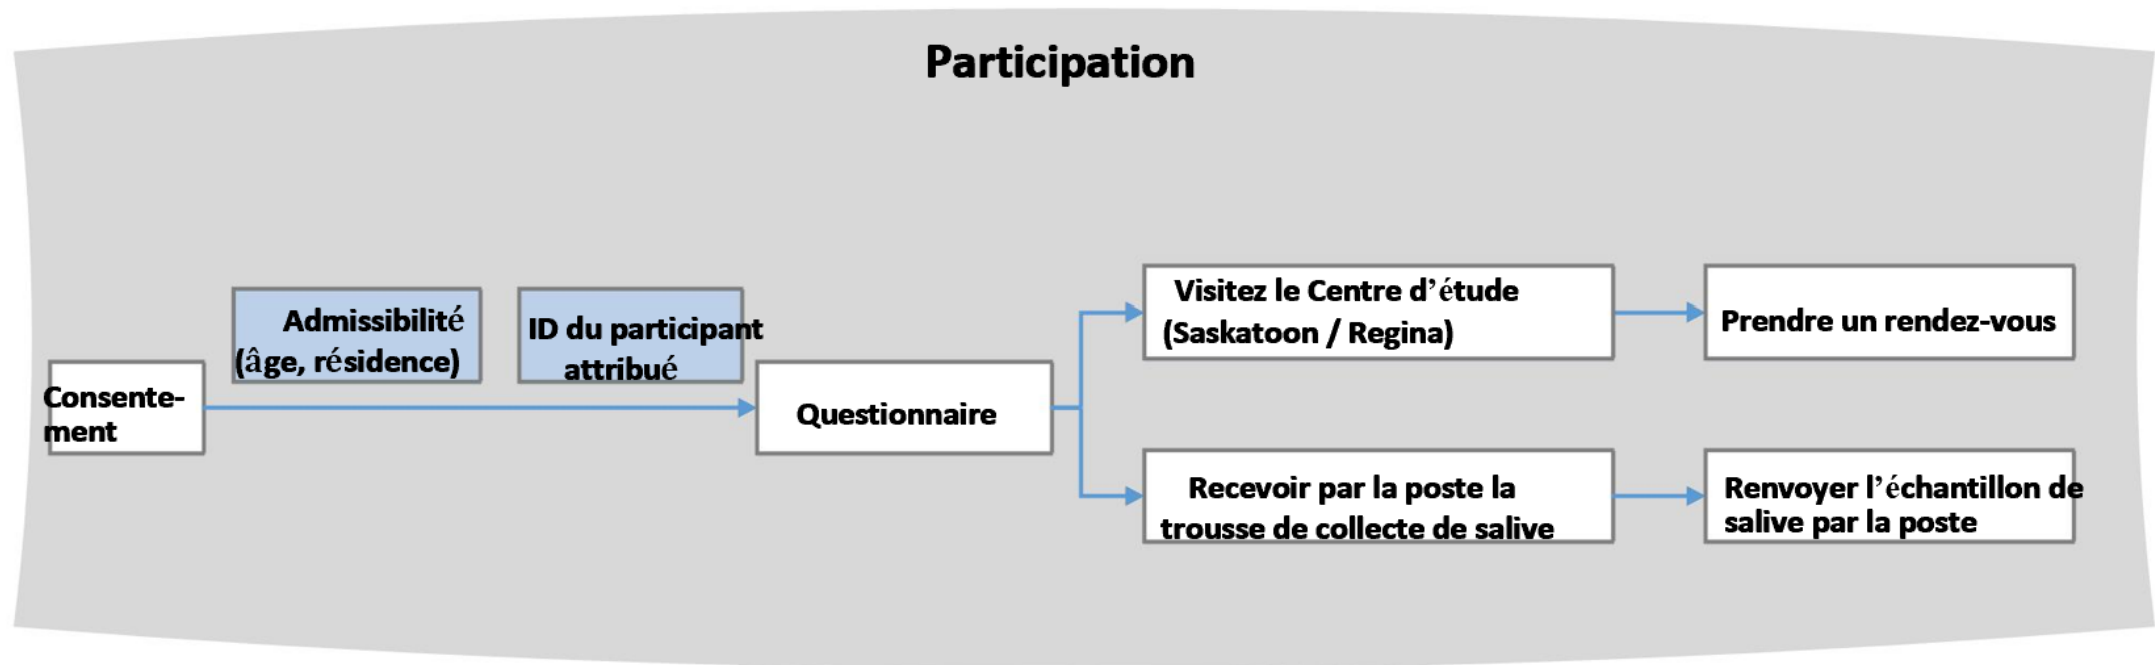 Participation
Consente-
ment
Admissibilité
(âge, résidence)
ID du participant
attribué
Questionnaire
Visitez le Centre d’étude
(Saskatoon / Regina)
Prendre un rendez-vous
Recevoir par la poste la
trousse de collecte de salive
Renvoyer l’échantillon de
salive par la poste